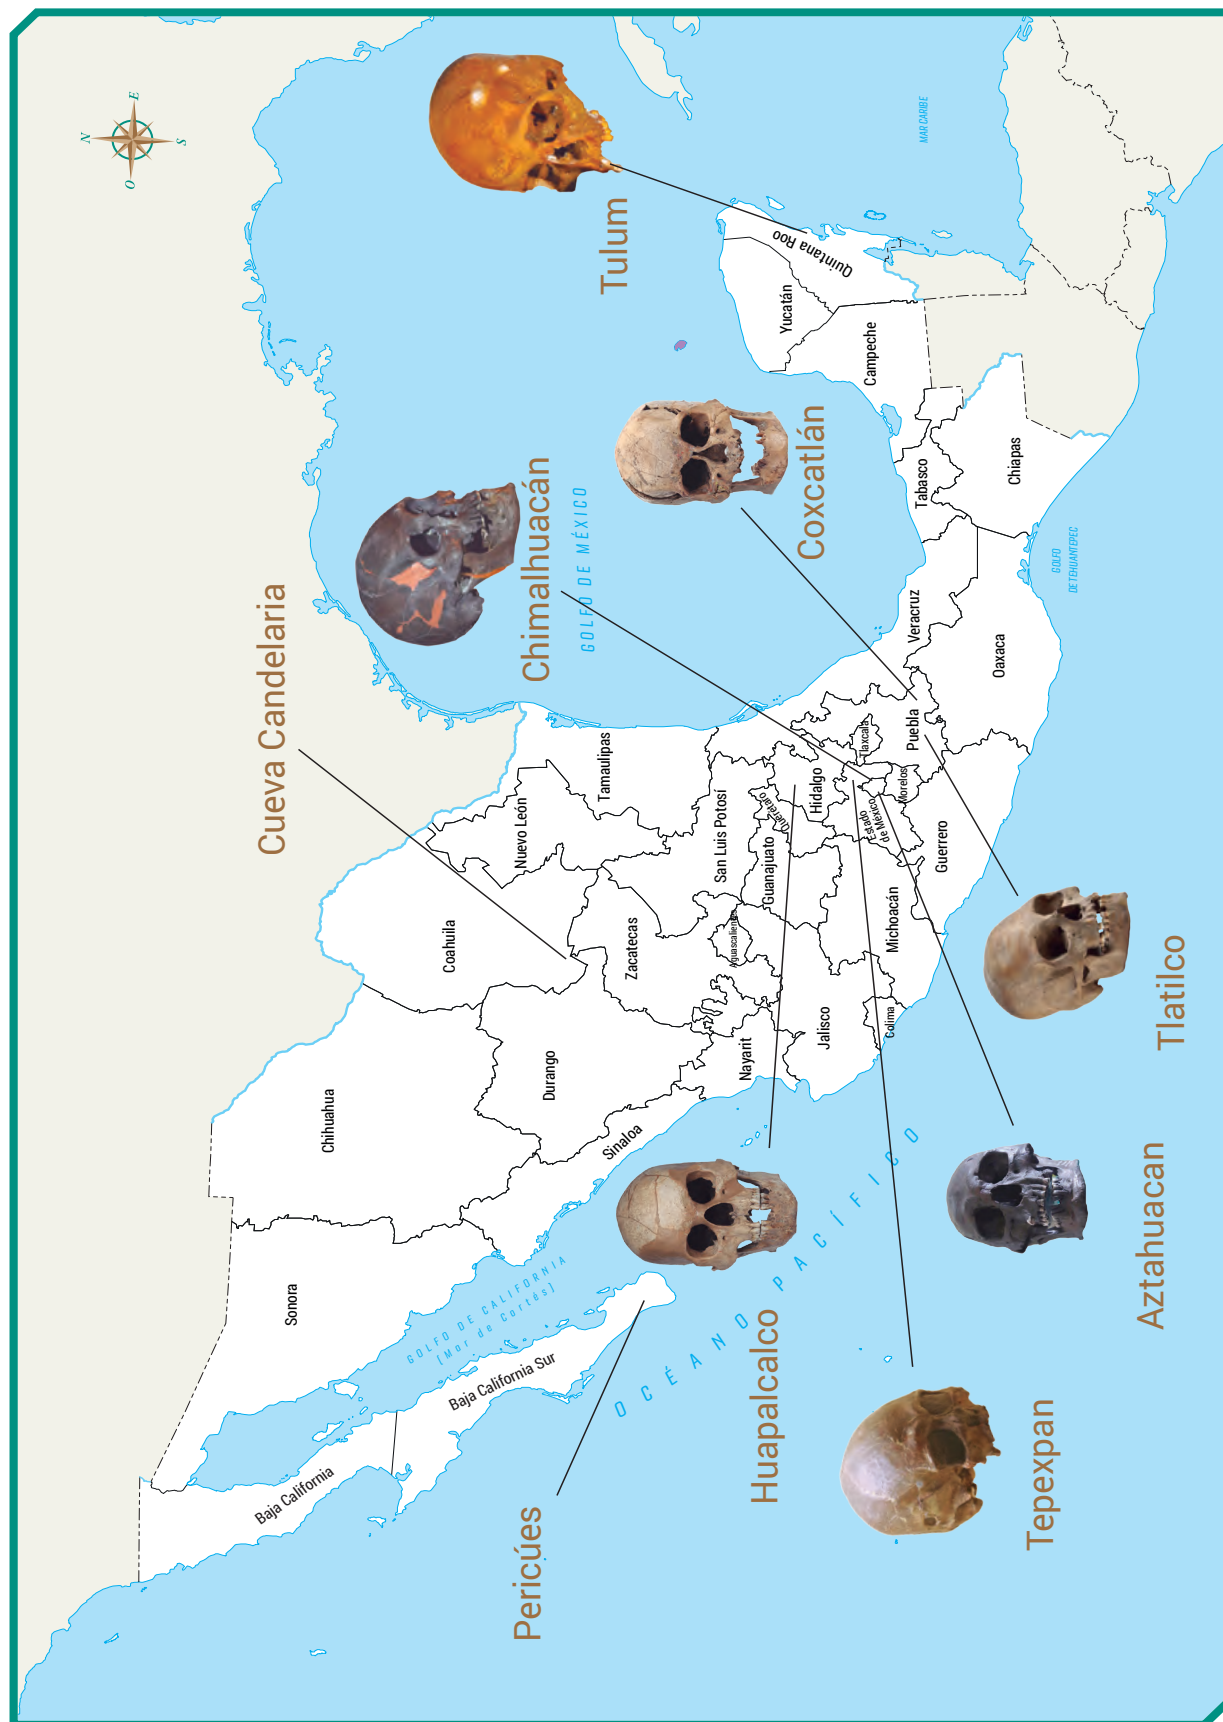 N
E
S
O
Cueva Candelaria
Chimalhuacán
Tulum
Coxcatlán
Pericúes
Huapalcalco
Tepexpan
Aztahuacan
Tlatilco
GOLFO DE MÉXICO
MAR CARIBE
GOLFO
DE TEHUANTEPEC
OCÉANO PACÍFICO
GOLFO DE CALIFORNIA
(Mar de Cortés)
Baja California
Baja California Sur
Sonora
Chihuahua
Coahuila
Nuevo León
Tamaulipas
Sinaloa
Durango
Zacatecas
San Luis Potosí
Nayarit
Aguascalientes
Jalisco
Guanajuato
Querétaro
Hidalgo
Colima
Michoacán
Estado
de México
Tlaxcala
Morelos
Puebla
Guerrero
Veracruz
Oaxaca
Tabasco
Chiapas
Campeche
Yucatán
Quintana Roo